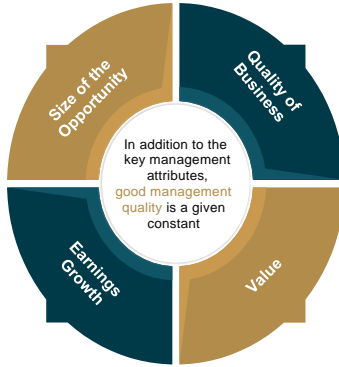 Size of the
Opportunity
Quality of
Business
In addition to the
key management
attributes,
good management
quality is a given
constant
Earnings
Growth
Value